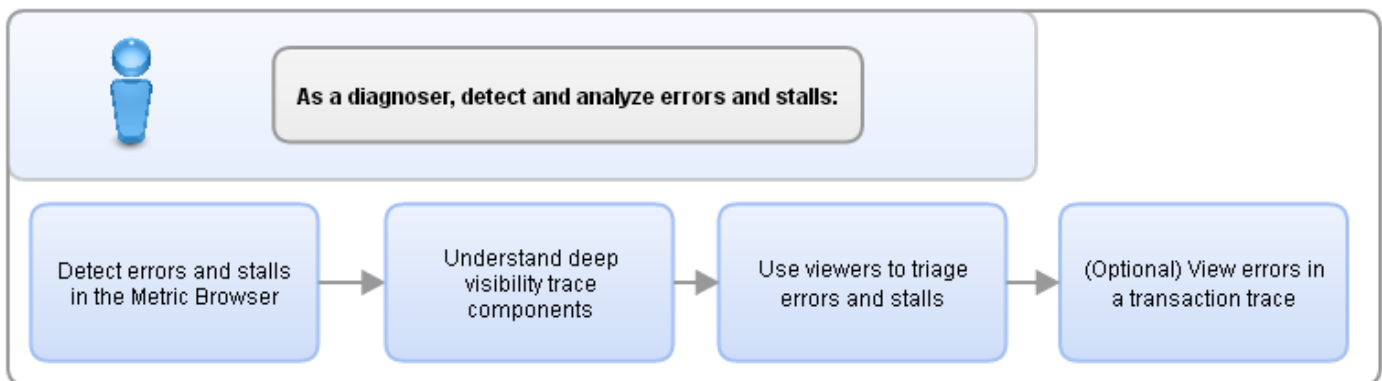 As a diagnoser, detect and analyze errors and stalls:
Detect errors and stalls
in the Metric Browser
Understand deep
visibility trace
components
Use viewers to triage
errors and stalls
(Optional) View errors in
a transaction trace